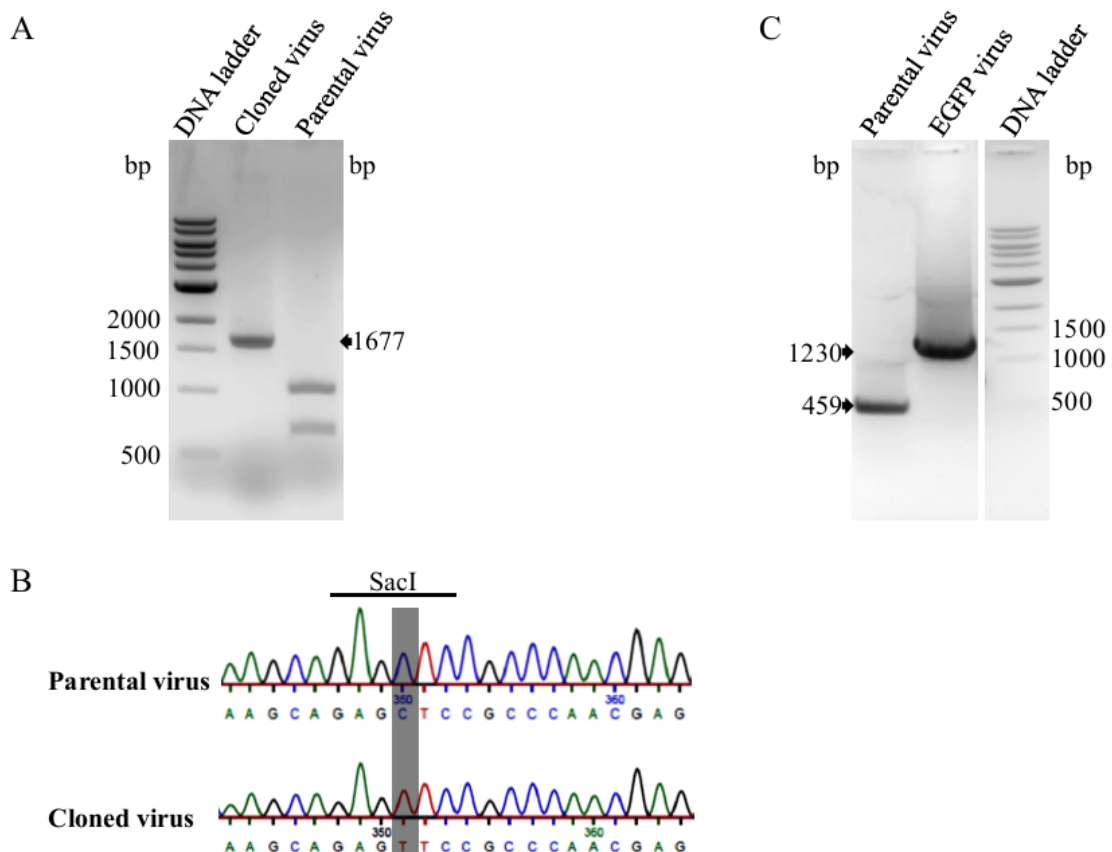 A
DNA ladder
Cloned virus
Parental virus
bp
bp
2000
1500
1000
500
1677
C
Parental virus
EGFP virus
DNA ladder
bp
bp
1230
459
1500
1000
500
B
SacI
Parental virus
350
360
A A G C A G A G C T C C G C C C A A C G A G
Cloned virus
350
360
A A G C A G A G T T C C G C C C A A C G A G